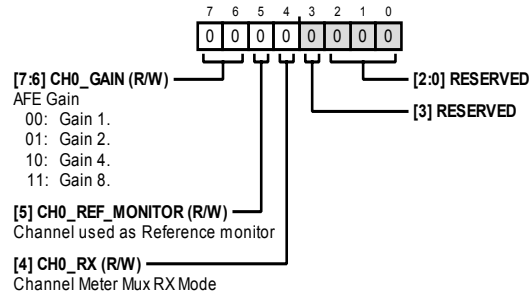 7 6 5 4 3 2 1 0
0 0 0 0 0 0 0 0
[7:6] CH0_GAIN (R/W)
AFE Gain
00: Gain 1.
01: Gain 2.
10: Gain 4.
11: Gain 8.
[5] CH0_REF_MONITOR (R/W)
Channel used as Reference monitor
[4] CH0_RX (R/W)
Channel Meter Mux RX Mode
[2:0] RESERVED
[3] RESERVED